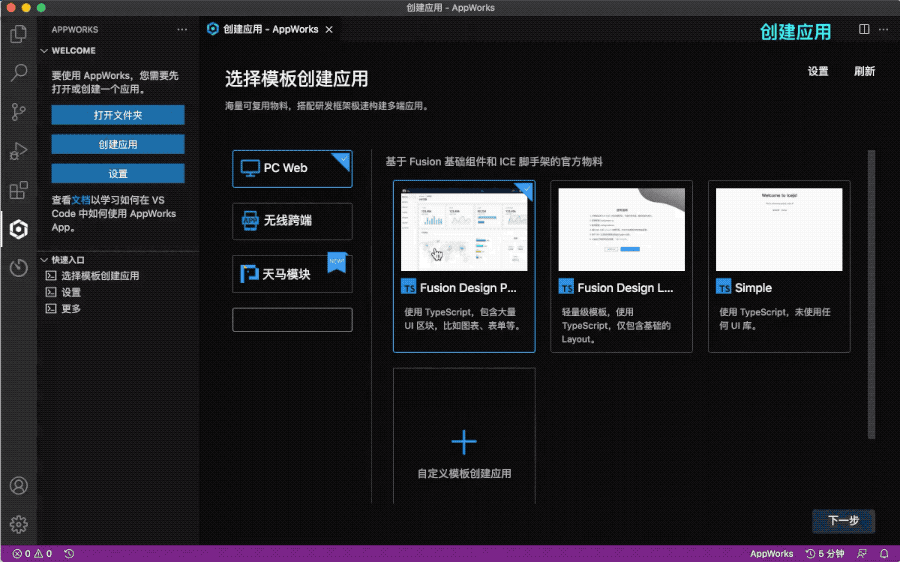 创建应用 - AppWorks
APPWORKS
创建应用 - AppWorks
创建应用
WELCOME
要使用 AppWorks，您需要先
打开或创建一个应用。
打开文件夹
创建应用
设置
查看文档以学习如何在 VS
Code 中如何使用 AppWorks
App。
快速入口
选择模板创建应用
设置
更多
选择模板创建应用
设置
刷新
海量可复用物料，搭配研发框架极速构建多端应用。
PC Web
无线跨端
天马模块
NEW!
基于 Fusion 基础组件和 ICE 脚手架的官方物料
TS Fusion Design P...
使用 TypeScript，包含大量
UI 区块，比如图表、表单等。
TS Fusion Design L...
轻量级模板，使用
TypeScript，仅包含基础的
Layout。
TS Simple
使用 TypeScript，未使用任
何 UI 库。
自定义模板创建应用
下一步
0 0
AppWorks
5 分钟